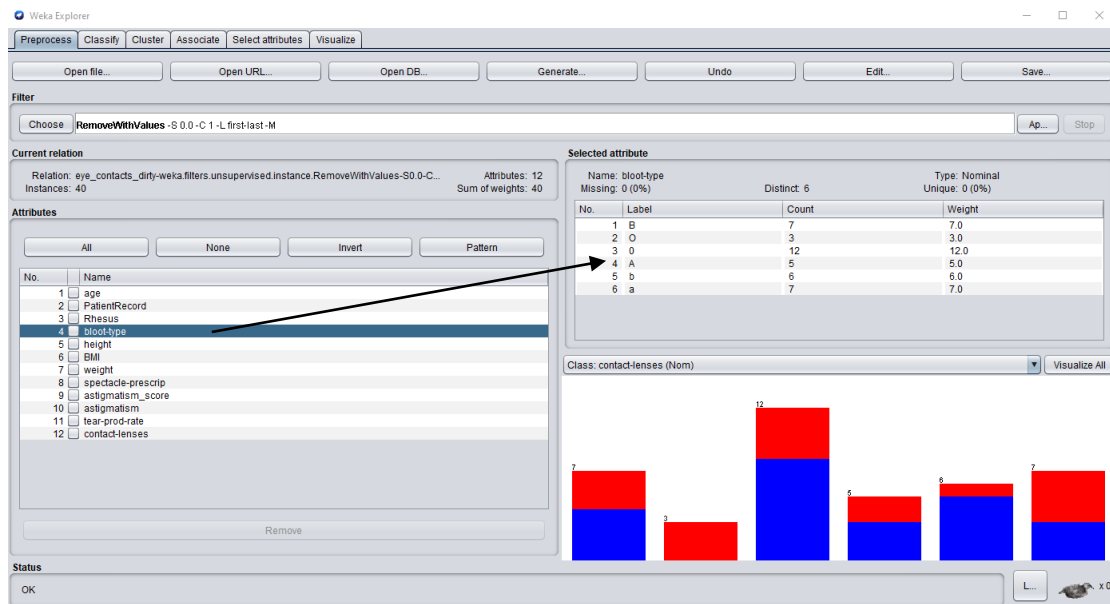 Weka Explorer
Preprocess Classify Cluster Associate Select attributes Visualize
Open file... Open URL... Open DB... Generate... Undo Edit... Save...
Filter
Choose RemoveWithValues -S 0.0 -C 1 -L first-last -M Ap... Stop
Current relation
Relation: eye_contacts_dirty-weka.filters.unsupervised.instance.RemoveWithValues-S0.0-C... Attributes: 12
Instances: 40 Sum of weights: 40
Attributes
All None Invert Pattern
No. Name
1 age
2 PatientRecord
3 Rhesus
4 bloot-type
5 height
6 BMI
7 weight
8 spectacle-prescrip
9 astigmatism_score
10 astigmatism
11 tear-prod-rate
12 contact-lenses
Remove
Selected attribute
Name: bloot-type Type: Nominal
Missing: 0 (0%) Distinct: 6 Unique: 0 (0%)
No. Label Count Weight
1 B 7 7.0
2 O 3 3.0
3 0 12 12.0
4 A 5 5.0
5 b 6 6.0
6 a 7 7.0
Class: contact-lenses (Nom) Visualize All
7 3 12 5 6 7
Status
OK
L... x 0